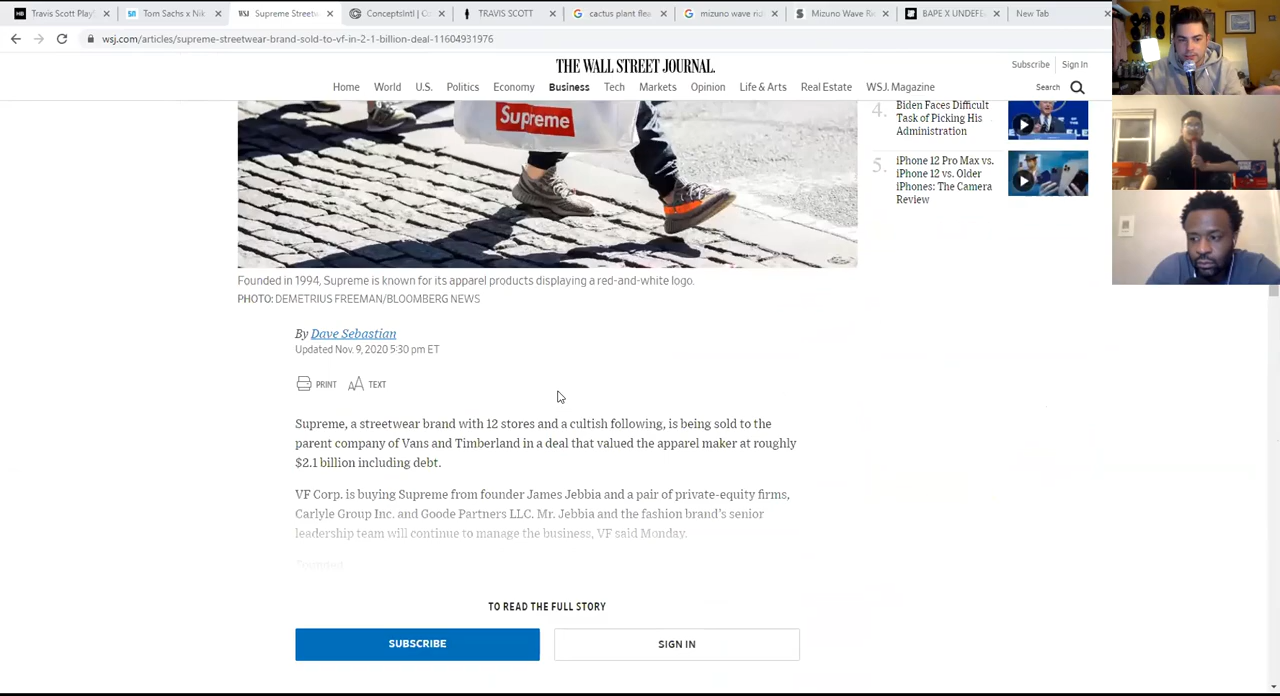 Travis Scott Play
Tom Sachs x Nik
Supreme Streetw
Conceptsintl | Co
TRAVIS SCOTT
cactus plant flea
mizuno wave rid
Mizuno Wave Ri
BAPE X UNDEFE
New Tab
wsj.com/articles/supreme-streetwear-brand-sold-to-vf-in-2-1-billion-deal-11604931976
THE WALL STREET JOURNAL.
Subscribe
Sign In
Home
World
U.S.
Politics
Economy
Business
Tech
Markets
Opinion
Life & Arts
Real Estate
WSJ. Magazine
Search
Supreme
4.
Biden Faces Difficult
Task of Picking His
Administration
5.
iPhone 12 Pro Max vs.
iPhone 12 vs. Older
iPhones: The Camera
Review
Founded in 1994, Supreme is known for its apparel products displaying a red-and-white logo.
PHOTO: DEMETRIUS FREEMAN/BLOOMBERG NEWS
By Dave Sebastian
Updated Nov. 9, 2020 5:30 pm ET
PRINT
AA TEXT
Supreme, a streetwear brand with 12 stores and a cultish following, is being sold to the
parent company of Vans and Timberland in a deal that valued the apparel maker at roughly
$2.1 billion including debt.
VF Corp. is buying Supreme from founder James Jebbia and a pair of private-equity firms,
Carlyle Group Inc. and Goode Partners LLC. Mr. Jebbia and the fashion brand's senior
leadership team will continue to manage the business, VF said Monday.
TO READ THE FULL STORY
SUBSCRIBE
SIGN IN